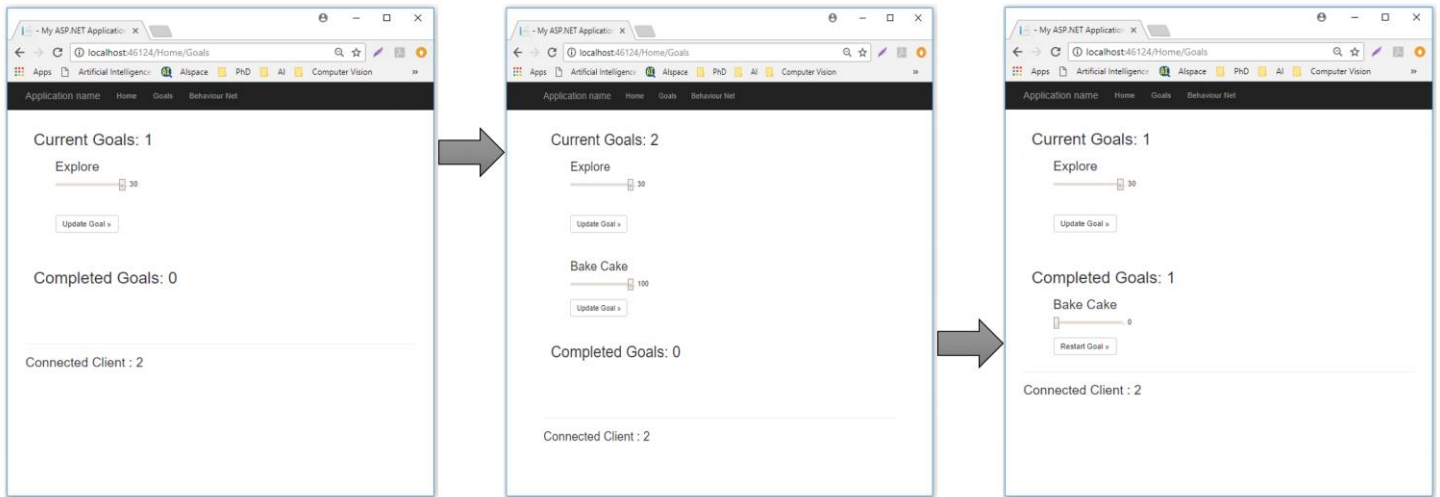 - My ASP.NET Application
localhost:46124/Home/Goals
Apps Artificial Intelligence AIspace PhD AI Computer Vision »
Application name Home Goals Behaviour Net
Current Goals: 1
Explore
30
Update Goal »
Completed Goals: 0
Connected Client : 2
- My ASP.NET Application
localhost:46124/Home/Goals
Apps Artificial Intelligence AIspace PhD AI Computer Vision »
Application name Home Goals Behaviour Net
Current Goals: 2
Explore
30
Update Goal »
Bake Cake
100
Update Goal »
Completed Goals: 0
Connected Client : 2
- My ASP.NET Application
localhost:46124/Home/Goals
Apps Artificial Intelligence AIspace PhD AI Computer Vision »
Application name Home Goals Behaviour Net
Current Goals: 1
Explore
30
Update Goal »
Completed Goals: 1
Bake Cake
0
Restart Goal »
Connected Client : 2